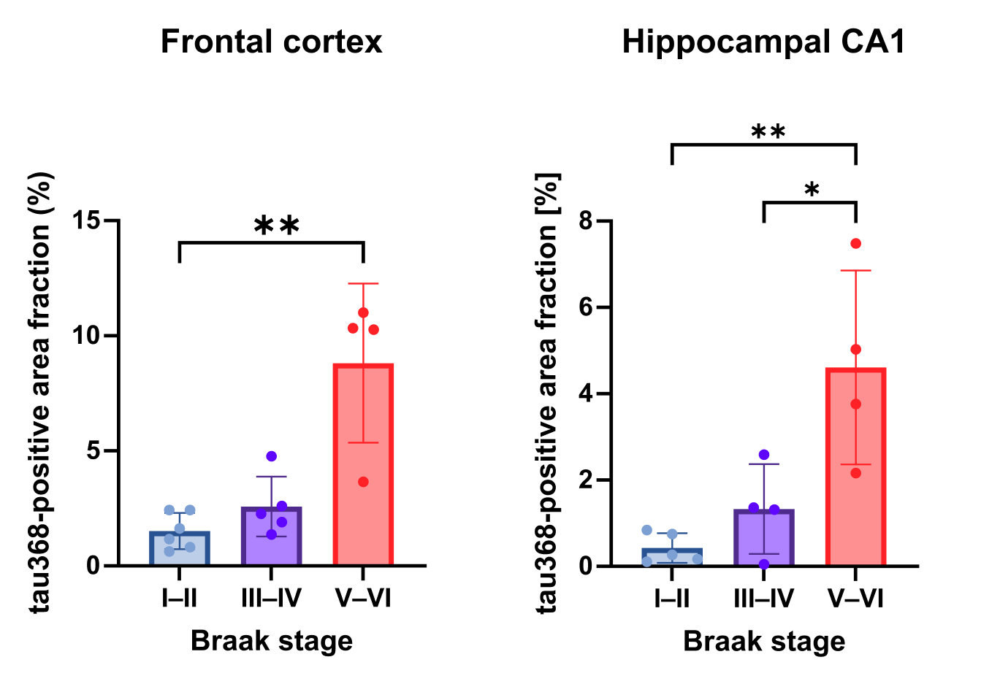 Frontal cortex
**
tau368-positive area fraction (%)
15
10
5
0
I–II III–IV V–VI
Braak stage
Hippocampal CA1
**
*
tau368-positive area fraction [%]
8
6
4
2
0
I–II III–IV V–VI
Braak stage